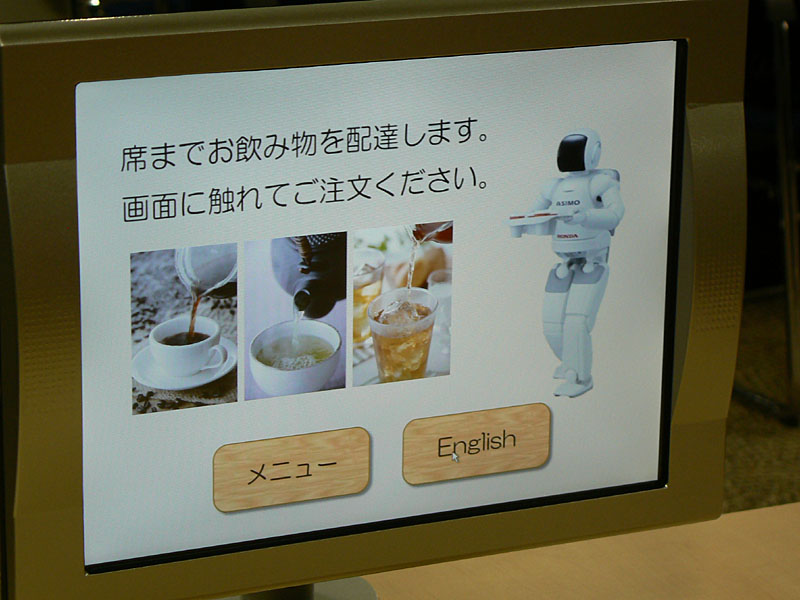 席までお飲み物を配達します。
画面に触れてご注文ください。
ASIMO
HONDA
メニュー
English